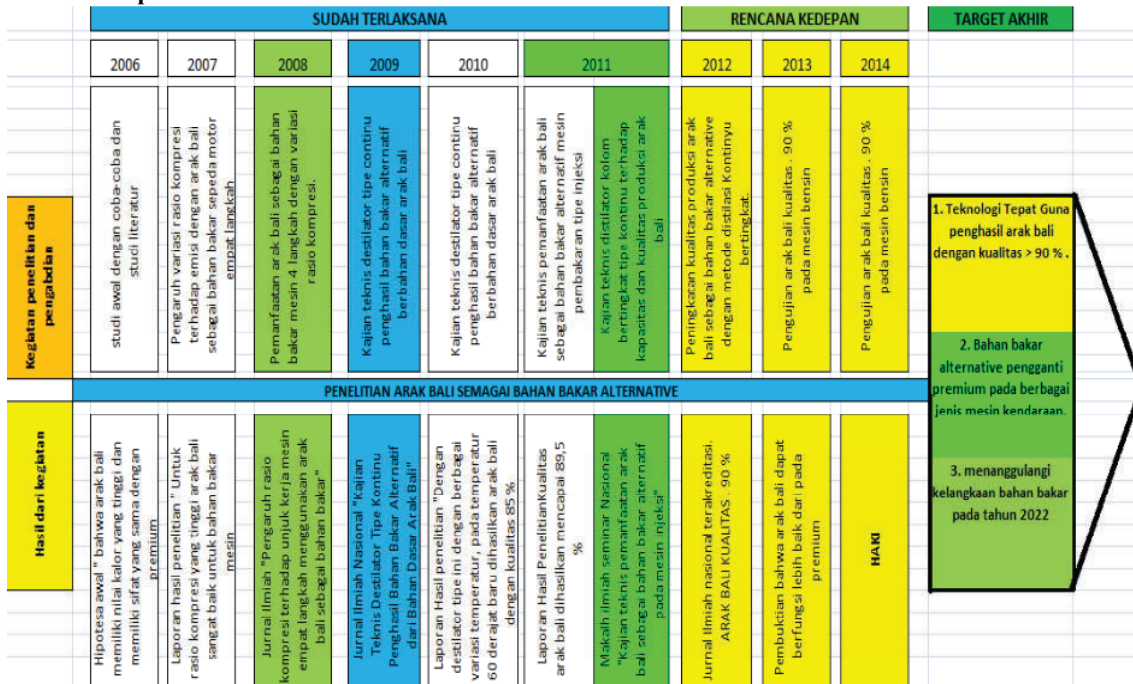 SUDAH TERLAKSANA
RENCANA KEDEPAN
TARGET AKHIR
2006
2007
2008
2009
2010
2011
2012
2013
2014
Kegiatan penelitian dan
pengabdian
studi awal dengan coba-coba dan
studi literatur
Pengaruh variasi rasio kompresi
terhadap emisi dengan arak bali
sebagai bahan bakar sepeda motor
empat langkah
Pemanfaatan arak bali sebagai bahan
bakar mesin 4 langkah dengan variasi
rasio kompresi.
Kajian teknis destilator tipe continu
penghasil bahan bakar alternatif
berbahan dasar arak bali
Kajian teknis destilator tipe continu
penghasil bahan bakar alternatif
berbahan dasar arak bali
Kajian teknis pemanfaatan arak bali
sebagai bahan bakar alternatif mesin
pembakaran tipe injeksi
Kajian teknis distilator kolom
bertingkat tipe kontinu terhadap
kapasitas dan kualitas produksi arak
bali
Peningkatan kualitas produksi arak
bali sebagai bahan bakar alternative
dengan metode distilasi Kontinyu
bertingkat.
Pengujian arak bali kualitas . 90 %
pada mesin bensin
Pengujian arak bali kualitas . 90 %
pada mesin bensin
1. Teknologi Tepat Guna
penghasil arak bali
dengan kualitas > 90 % .
2. Bahan bakar
alternative pengganti
premium pada berbagai
jenis mesin kendaraan.
3. menanggulangi
kelangkaan bahan bakar
pada tahun 2022
PENELITIAN ARAK BALI SEMAGAI BAHAN BAKAR ALTERNATIVE
Hasil dari kegiatan
Hipotesa awal " bahwa arak bali
memiliki nilai kalor yang tinggi dan
memiliki sifat yang sama dengan
premium
Laporan hasil penelitian " Untuk
rasio kompresi yang tinggi arak bali
sangat baik untuk bahan bakar
mesin
Jurnal Ilmiah "Pengaruh rasio
kompresi terhadap unjuk kerja mesin
empat langkah menggunakan arak
bali sebagai bahan bakar"
Jurnal Ilmiah Nasional "Kajian
Teknis Destilator Tipe Kontinu
Penghasil Bahan Bakar Alternatif
dari Bahan Dasar Arak Bali"
Laporan Hasil penelitian "Dengan
destilator tipe ini dengan berbagai
variasi temperatur, pada temperatur
60 derajat baru dihasilkan arak bali
dengan kualitas 85 %
Laporan Hasil PenelitianKualitas
arak bali dihasilkan mencapai 89,5
%
Makalh ilmiah seminar Nasional
"Kajian teknis pemanfaatan arak
bali sebagai bahan bakar alternatif
pada mesin injeksi"
Jurnal Ilmiah nasional terakreditasi.
ARAK BALI KUALITAS . 90 %
Pembuktian bahwa arak bali dapat
berfungsi lebih baik dari pada
premium
HAKI